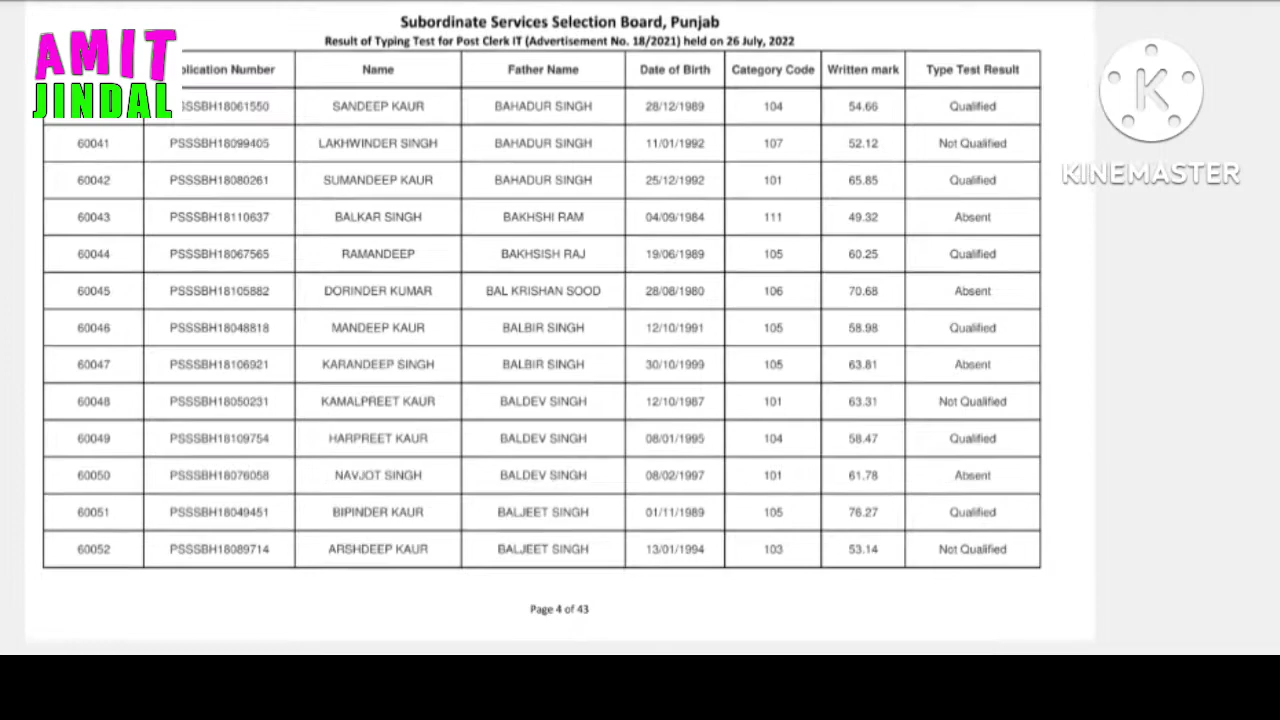 AMIT
JINDAL
Subordinate Services Selection Board, Punjab
Result of Typing Test for Post Clerk IT (Advertisement No. 18/2021) held on 26 July, 2022
plication Number Name Father Name Date of Birth Category Code Written mark Type Test Result
SSSBH18061550 SANDEEP KAUR BAHADUR SINGH 28/12/1989 104 54.66 Qualified
60041 PSSSBH18099405 LAKHWINDER SINGH BAHADUR SINGH 11/01/1992 107 52.12 Not Qualified
60042 PSSSBH18080261 SUMANDEEP KAUR BAHADUR SINGH 25/12/1992 101 65.85 Qualified
60043 PSSSBH18110637 BALKAR SINGH BAKHSHI RAM 04/09/1984 111 49.32 Absent
60044 PSSSBH18067565 RAMANDEEP BAKHSISH RAJ 19/06/1989 105 60.25 Qualified
60045 PSSSBH18105882 DORINDER KUMAR BAL KRISHAN SOOD 28/08/1980 106 70.68 Absent
60046 PSSSBH18048818 MANDEEP KAUR BALBIR SINGH 12/10/1991 105 58.98 Qualified
60047 PSSSBH18106921 KARANDEEP SINGH BALBIR SINGH 30/10/1999 105 63.81 Absent
60048 PSSSBH18050231 KAMALPREET KAUR BALDEV SINGH 12/10/1987 101 63.31 Not Qualified
60049 PSSSBH18109754 HARPREET KAUR BALDEV SINGH 08/01/1995 104 58.47 Qualified
60050 PSSSBH18076058 NAVJOT SINGH BALDEV SINGH 08/02/1997 101 61.78 Absent
60051 PSSSBH18049451 BIPINDER KAUR BALJEET SINGH 01/11/1989 105 76.27 Qualified
60052 PSSSBH18089714 ARSHDEEP KAUR BALJEET SINGH 13/01/1994 103 53.14 Not Qualified
Page 4 of 43
K
KINEMASTER